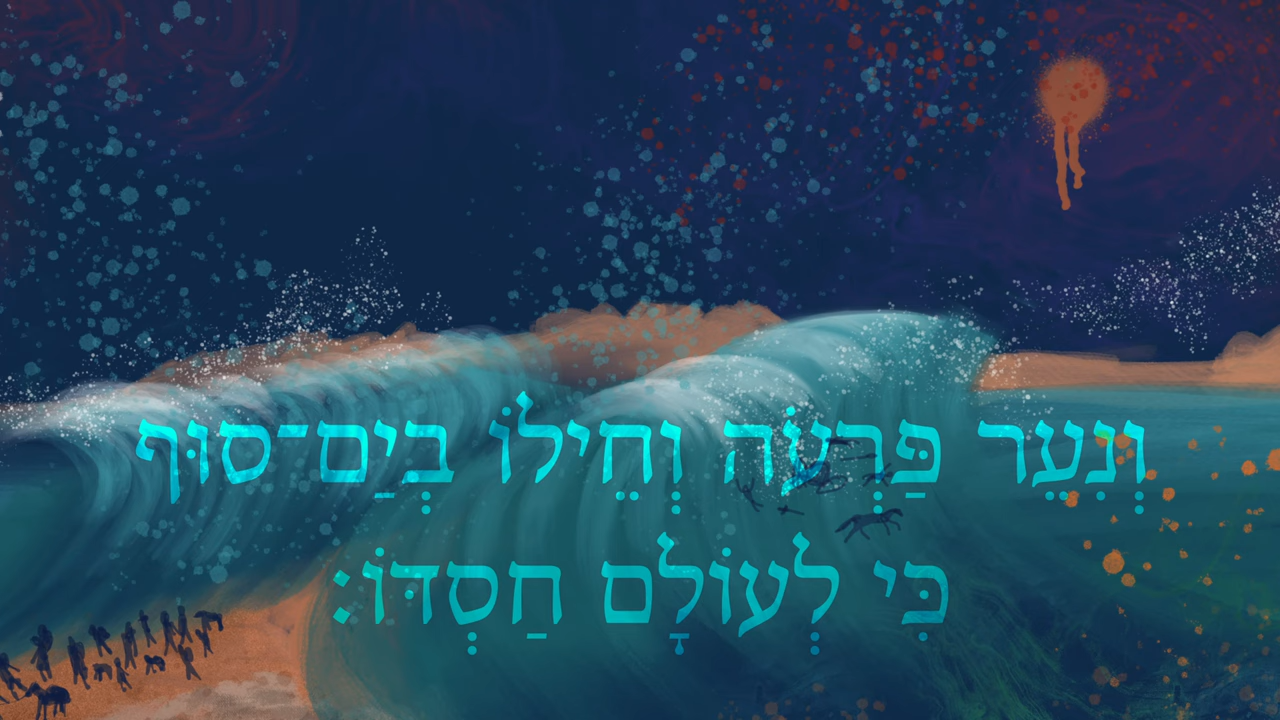 וְנִעֵר פַּרְעֹה וְחֵילוֹ בְיַם־סוּף
כִּי לְעוֹלָם חַסְדּוֹ׃